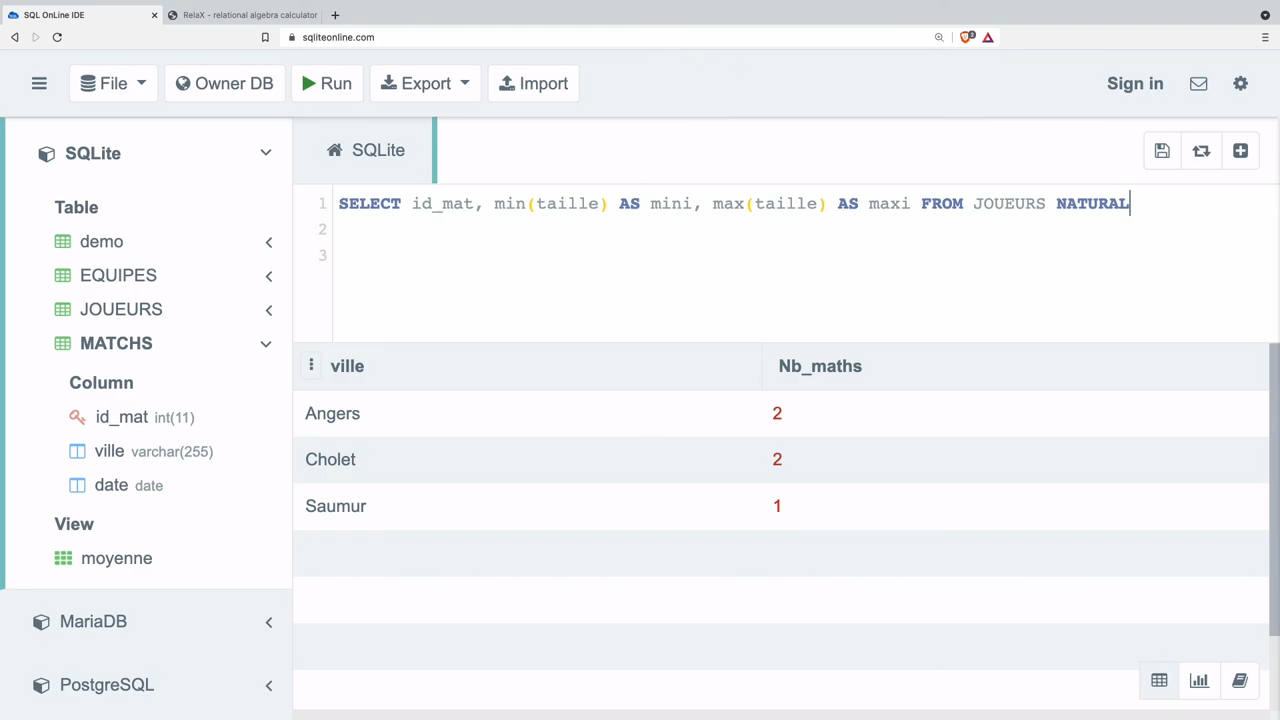 SQL OnLine IDE
RelaX - relational algebra calculator
sqliteonline.com
2
File
Owner DB
Run
Export
Import
Sign in
SQLite
Table
demo
EQUIPES
JOUEURS
MATCHS
Column
id_mat int(11)
ville varchar(255)
date date
View
moyenne
MariaDB
PostgreSQL
SQLite
1 SELECT id_mat, min(taille) AS mini, max(taille) AS maxi FROM JOUEURS NATURAL
2
3
ville Nb_maths
Angers 2
Cholet 2
Saumur 1